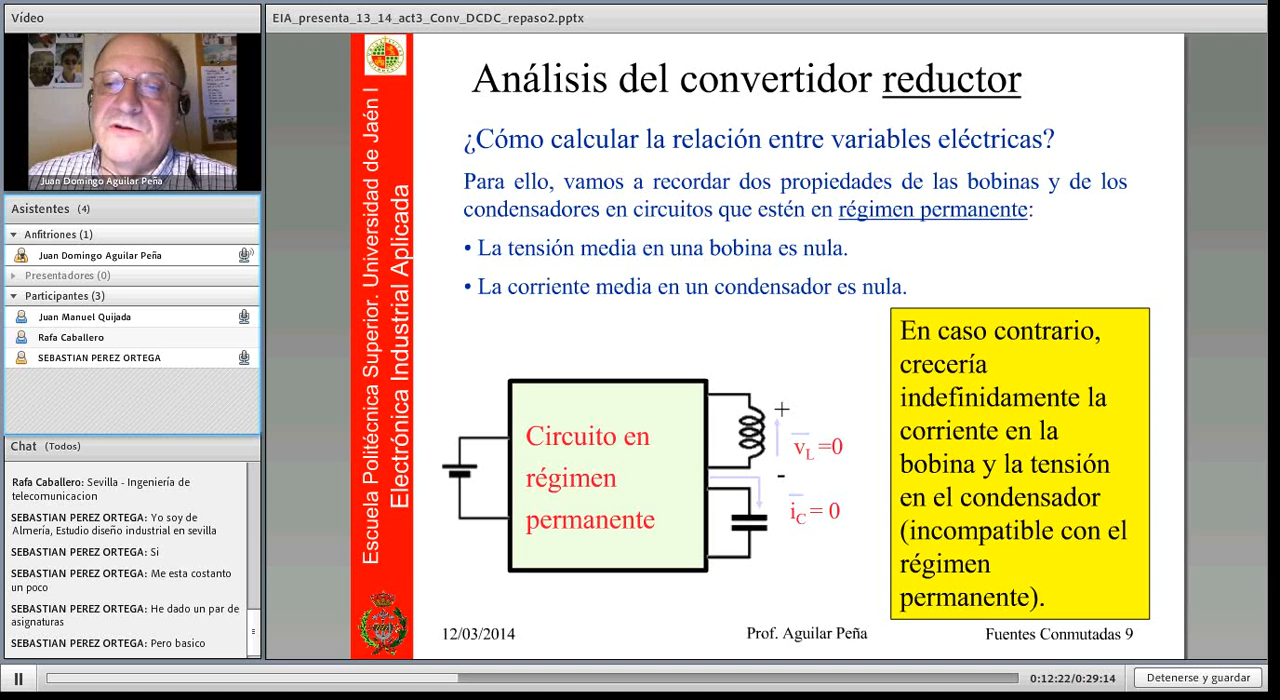 Vídeo
EIA_presenta_13_14_act3_Conv_DCDC_repaso2.pptx
Juan Domingo Aguilar Peña
Asistentes (4)
Anfitriones (1)
Juan Domingo Aguilar Peña
Presentadores (0)
Participantes (3)
Juan Manuel Quijada
Rafa Caballero
SEBASTIAN PEREZ ORTEGA
Chat (Todos)
Rafa Caballero: Sevilla - Ingeniería de
telecomunicacion
SEBASTIAN PEREZ ORTEGA: Yo soy de
Almería, Estudio diseño industrial en sevilla
SEBASTIAN PEREZ ORTEGA: Si
SEBASTIAN PEREZ ORTEGA: Me esta costanto
un poco
SEBASTIAN PEREZ ORTEGA: He dado un par de
asignaturas
SEBASTIAN PEREZ ORTEGA: Pero basico
Escuela Politécnica Superior. Universidad de Jaén I
Electrónica Industrial Aplicada
Análisis del convertidor reductor
¿Cómo calcular la relación entre variables eléctricas?
Para ello, vamos a recordar dos propiedades de las bobinas y de los
condensadores en circuitos que estén en régimen permanente:
• La tensión media en una bobina es nula.
• La corriente media en un condensador es nula.
Circuito en
régimen
permanente
+
v_L =0
-
i_C = 0
En caso contrario,
crecería
indefinidamente la
corriente en la
bobina y la tensión
en el condensador
(incompatible con el
régimen
permanente).
12/03/2014
Prof. Aguilar Peña
Fuentes Conmutadas 9
0:12:22/0:29:14
Detenerse y guardar